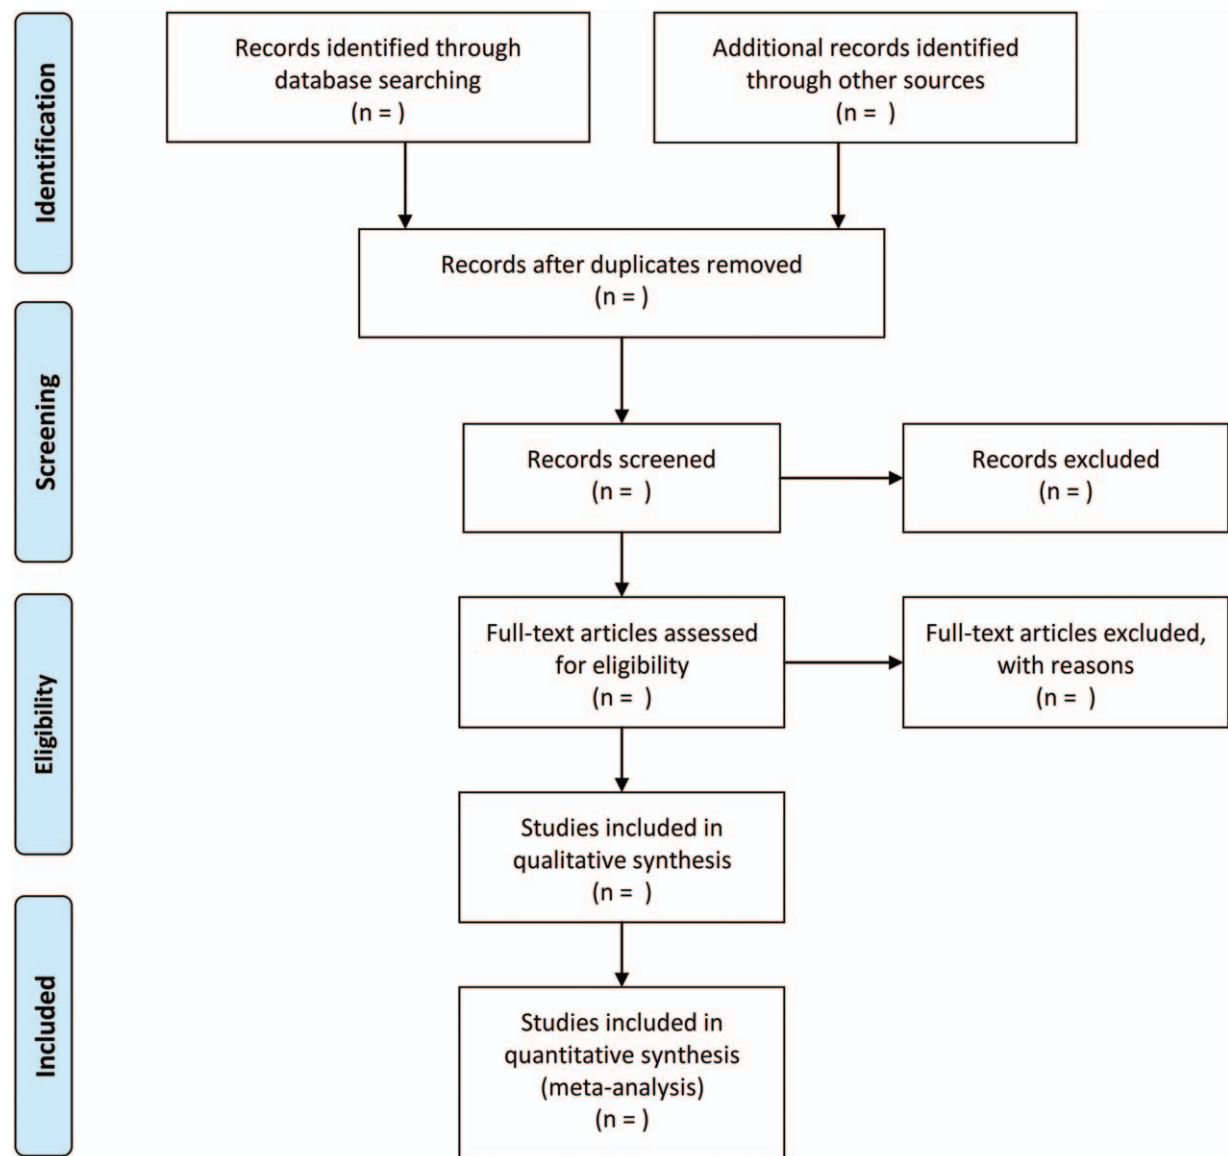 Identification
Records identified through
database searching
(n = )
Additional records identified
through other sources
(n = )
Records after duplicates removed
(n = )
Screening
Records screened
(n = )
Records excluded
(n = )
Eligibility
Full-text articles assessed
for eligibility
(n = )
Full-text articles excluded,
with reasons
(n = )
Studies included in
qualitative synthesis
(n = )
Included
Studies included in
quantitative synthesis
(meta-analysis)
(n = )